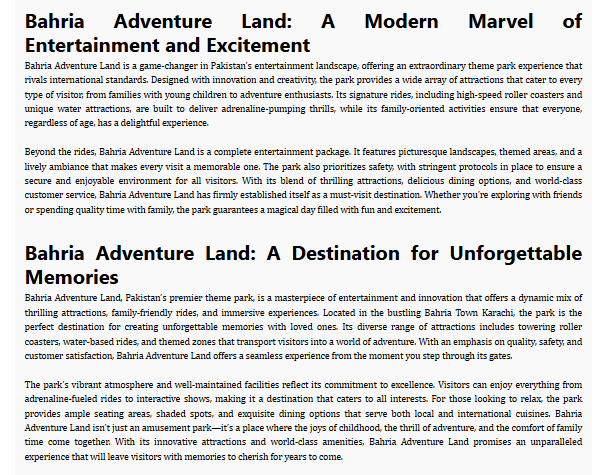 Bahria Adventure Land: A Modern Marvel of
Entertainment and Excitement
Bahria Adventure Land is a game-changer in Pakistan's entertainment landscape, offering an extraordinary theme park experience that
rivals international standards. Designed with innovation and creativity, the park provides a wide array of attractions that cater to every
type of visitor, from families with young children to adventure enthusiasts. Its signature rides, including high-speed roller coasters and
unique water attractions, are built to deliver adrenaline-pumping thrills, while its family-oriented activities ensure that everyone,
regardless of age, has a delightful experience.
Beyond the rides, Bahria Adventure Land is a complete entertainment package. It features picturesque landscapes, themed areas, and a
lively ambiance that makes every visit a memorable one. The park also prioritizes safety, with stringent protocols in place to ensure a
secure and enjoyable environment for all visitors. With its blend of thrilling attractions, delicious dining options, and world-class
customer service, Bahria Adventure Land has firmly established itself as a must-visit destination. Whether you're exploring with friends
or spending quality time with family, the park guarantees a magical day filled with fun and excitement.
Bahria Adventure Land: A Destination for Unforgettable
Memories
Bahria Adventure Land, Pakistan's premier theme park, is a masterpiece of entertainment and innovation that offers a dynamic mix of
thrilling attractions, family-friendly rides, and immersive experiences. Located in the bustling Bahria Town Karachi, the park is the
perfect destination for creating unforgettable memories with loved ones. Its diverse range of attractions includes towering roller
coasters, water-based rides, and themed zones that transport visitors into a world of adventure. With an emphasis on quality, safety, and
customer satisfaction, Bahria Adventure Land offers a seamless experience from the moment you step through its gates.
The park's vibrant atmosphere and well-maintained facilities reflect its commitment to excellence. Visitors can enjoy everything from
adrenaline-fueled rides to interactive shows, making it a destination that caters to all interests. For those looking to relax, the park
provides ample seating areas, shaded spots, and exquisite dining options that serve both local and international cuisines. Bahria
Adventure Land isn't just an amusement park—it's a place where the joys of childhood, the thrill of adventure, and the comfort of family
time come together. With its innovative attractions and world-class amenities, Bahria Adventure Land promises an unparalleled
experience that will leave visitors with memories to cherish for years to come.